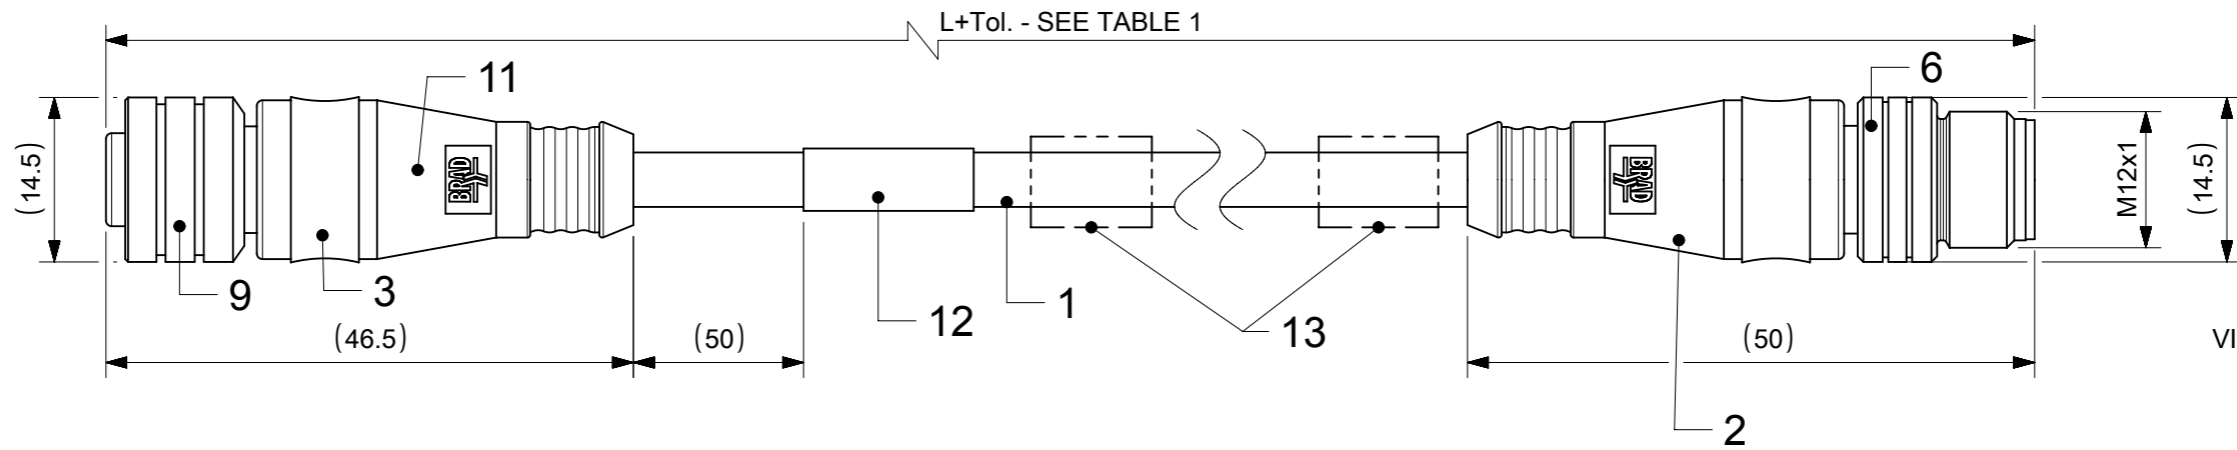 L+Tol. - SEE TABLE 1
11
6
(14.5)
BRAD
BRAD
M12x1
(14.5)
9
3
12
1
13
(46.5)
(50)
(50)
VI
2